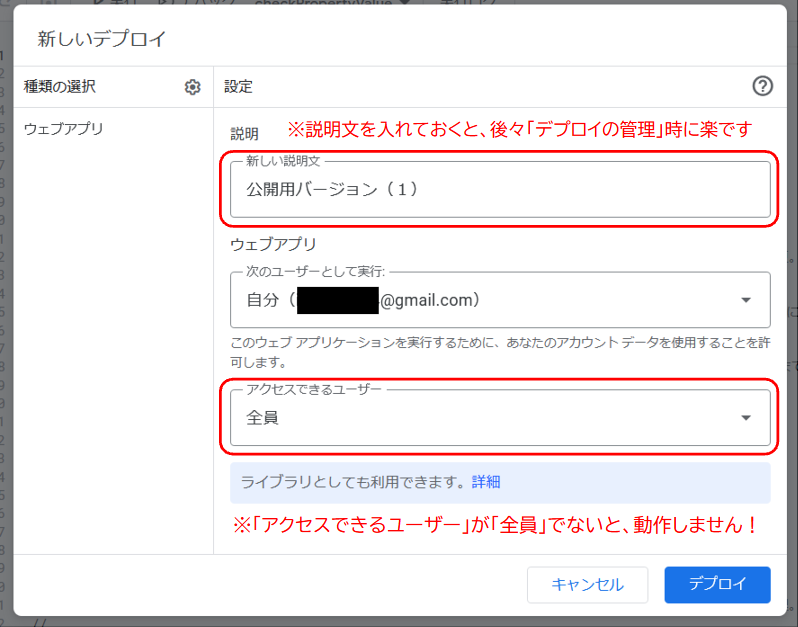 新しいデプロイ
種類の選択
設定
ウェブアプリ
説明
※説明文を入れておくと、後々「デプロイの管理」時に楽です
新しい説明文
公開用バージョン（１）
ウェブアプリ
次のユーザーとして実行:
自分（
@gmail.com）
このウェブ アプリケーションを実行するために、あなたのアカウント データを使用することを許
可します。
アクセスできるユーザー
全員
ライブラリとしても利用できます。詳細
※「アクセスできるユーザー」が「全員」でないと、動作しません！
キャンセル
デプロイ